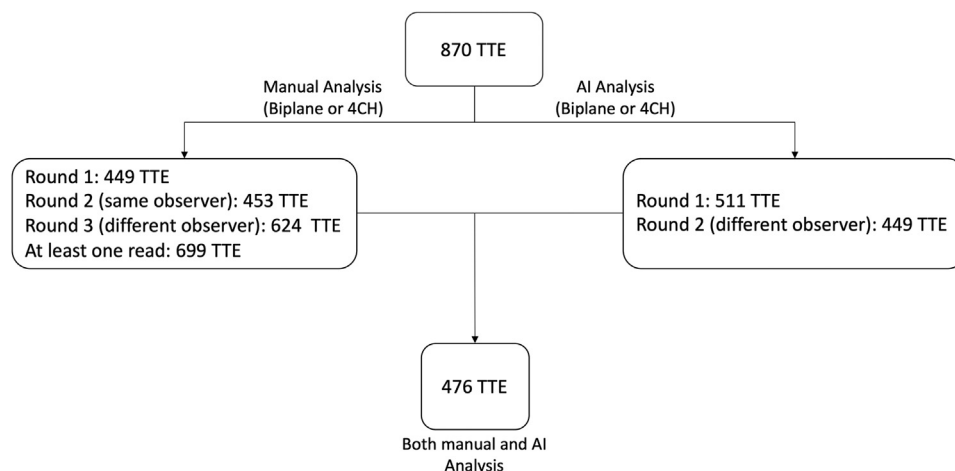 870 TTE
Manual Analysis
(Biplane or 4CH)
AI Analysis
(Biplane or 4CH)
Round 1: 449 TTE
Round 2 (same observer): 453 TTE
Round 3 (different observer): 624 TTE
At least one read: 699 TTE
Round 1: 511 TTE
Round 2 (different observer): 449 TTE
476 TTE
Both manual and AI
Analysis